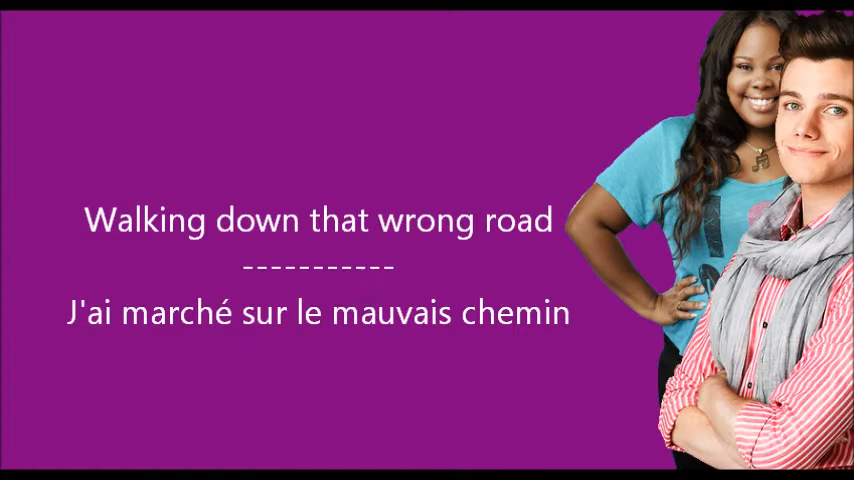 Walking down that wrong road
-----------
J'ai marché sur le mauvais chemin